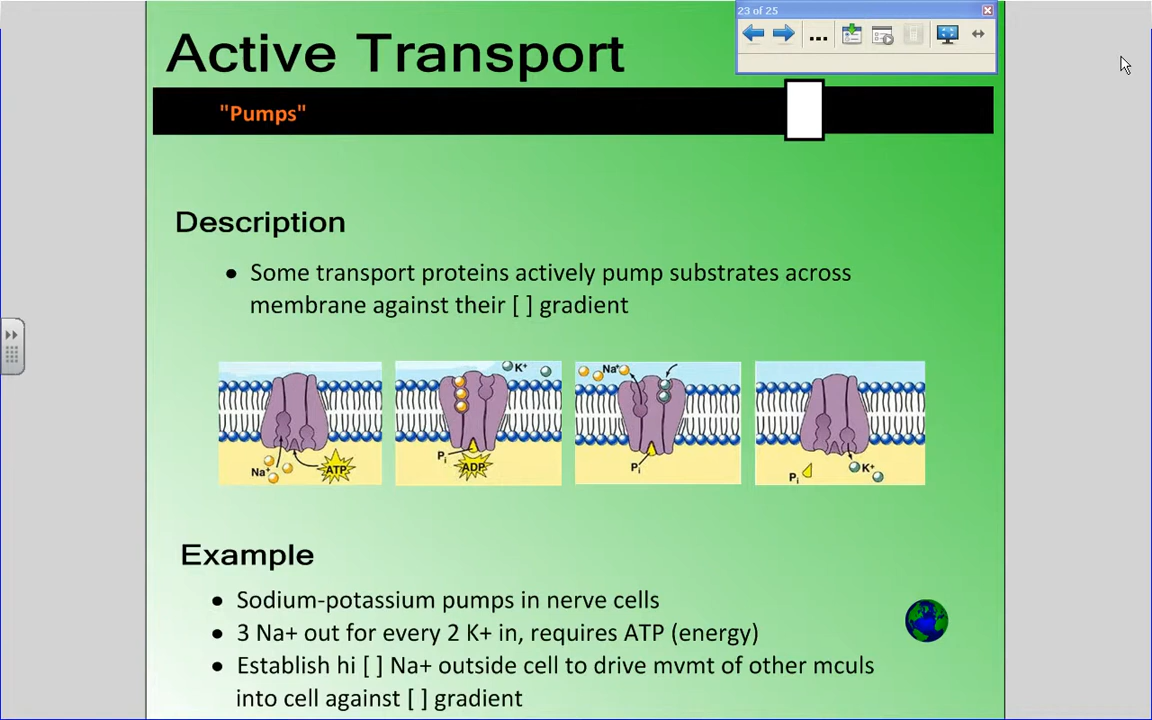 23 of 25
Active Transport
...
"Pumps"
Description
• Some transport proteins actively pump substrates across
membrane against their [ ] gradient
Na⁺ ATP
K⁺
Pᵢ ADP
Na⁺
Pᵢ
K⁺
Pᵢ
Example
• Sodium-potassium pumps in nerve cells
• 3 Na+ out for every 2 K+ in, requires ATP (energy)
• Establish hi [ ] Na+ outside cell to drive mvmt of other mculs
into cell against [ ] gradient